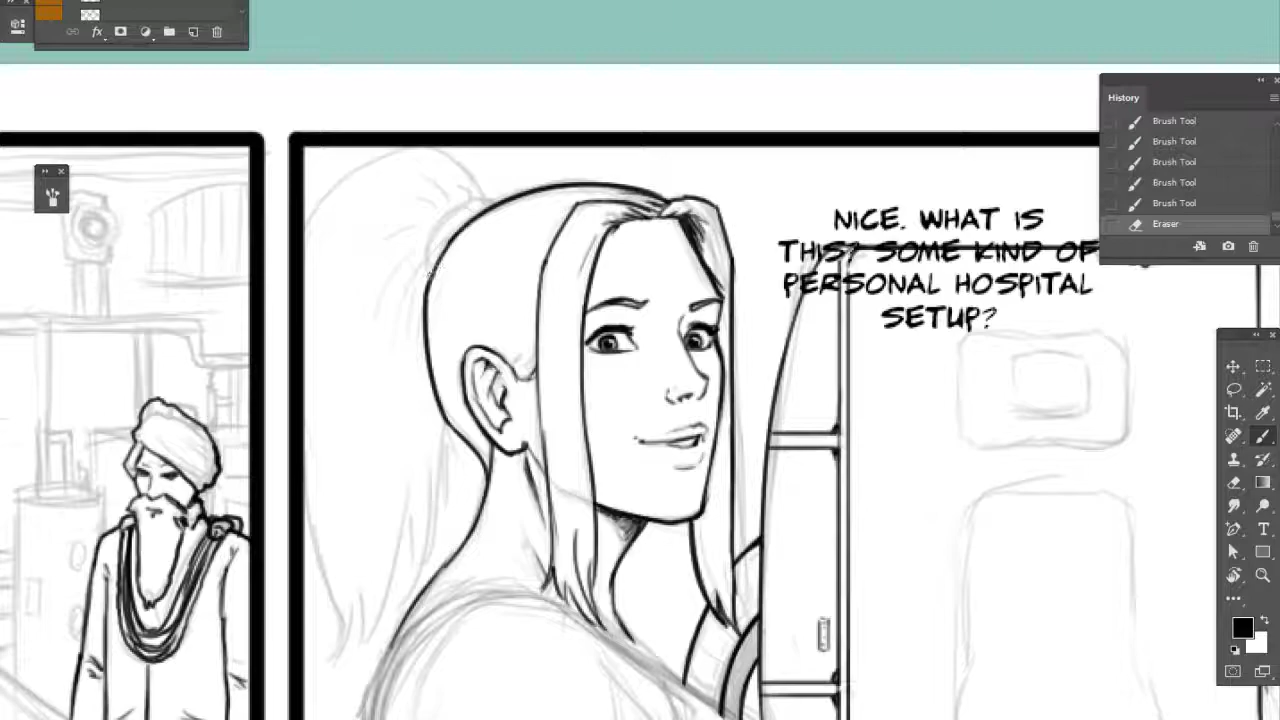 History
Brush Tool
Brush Tool
Brush Tool
Brush Tool
Brush Tool
Eraser
NICE. WHAT IS
THIS? SOME KIND OF
PERSONAL HOSPITAL
SETUP?